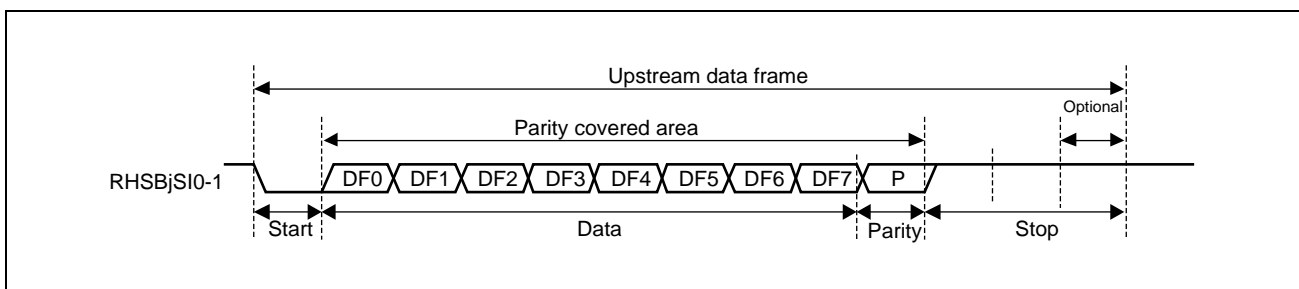 Upstream data frame
Optional
Parity covered area
RHSBjSI0-1
DF0 DF1 DF2 DF3 DF4 DF5 DF6 DF7 P
Start Data Parity Stop